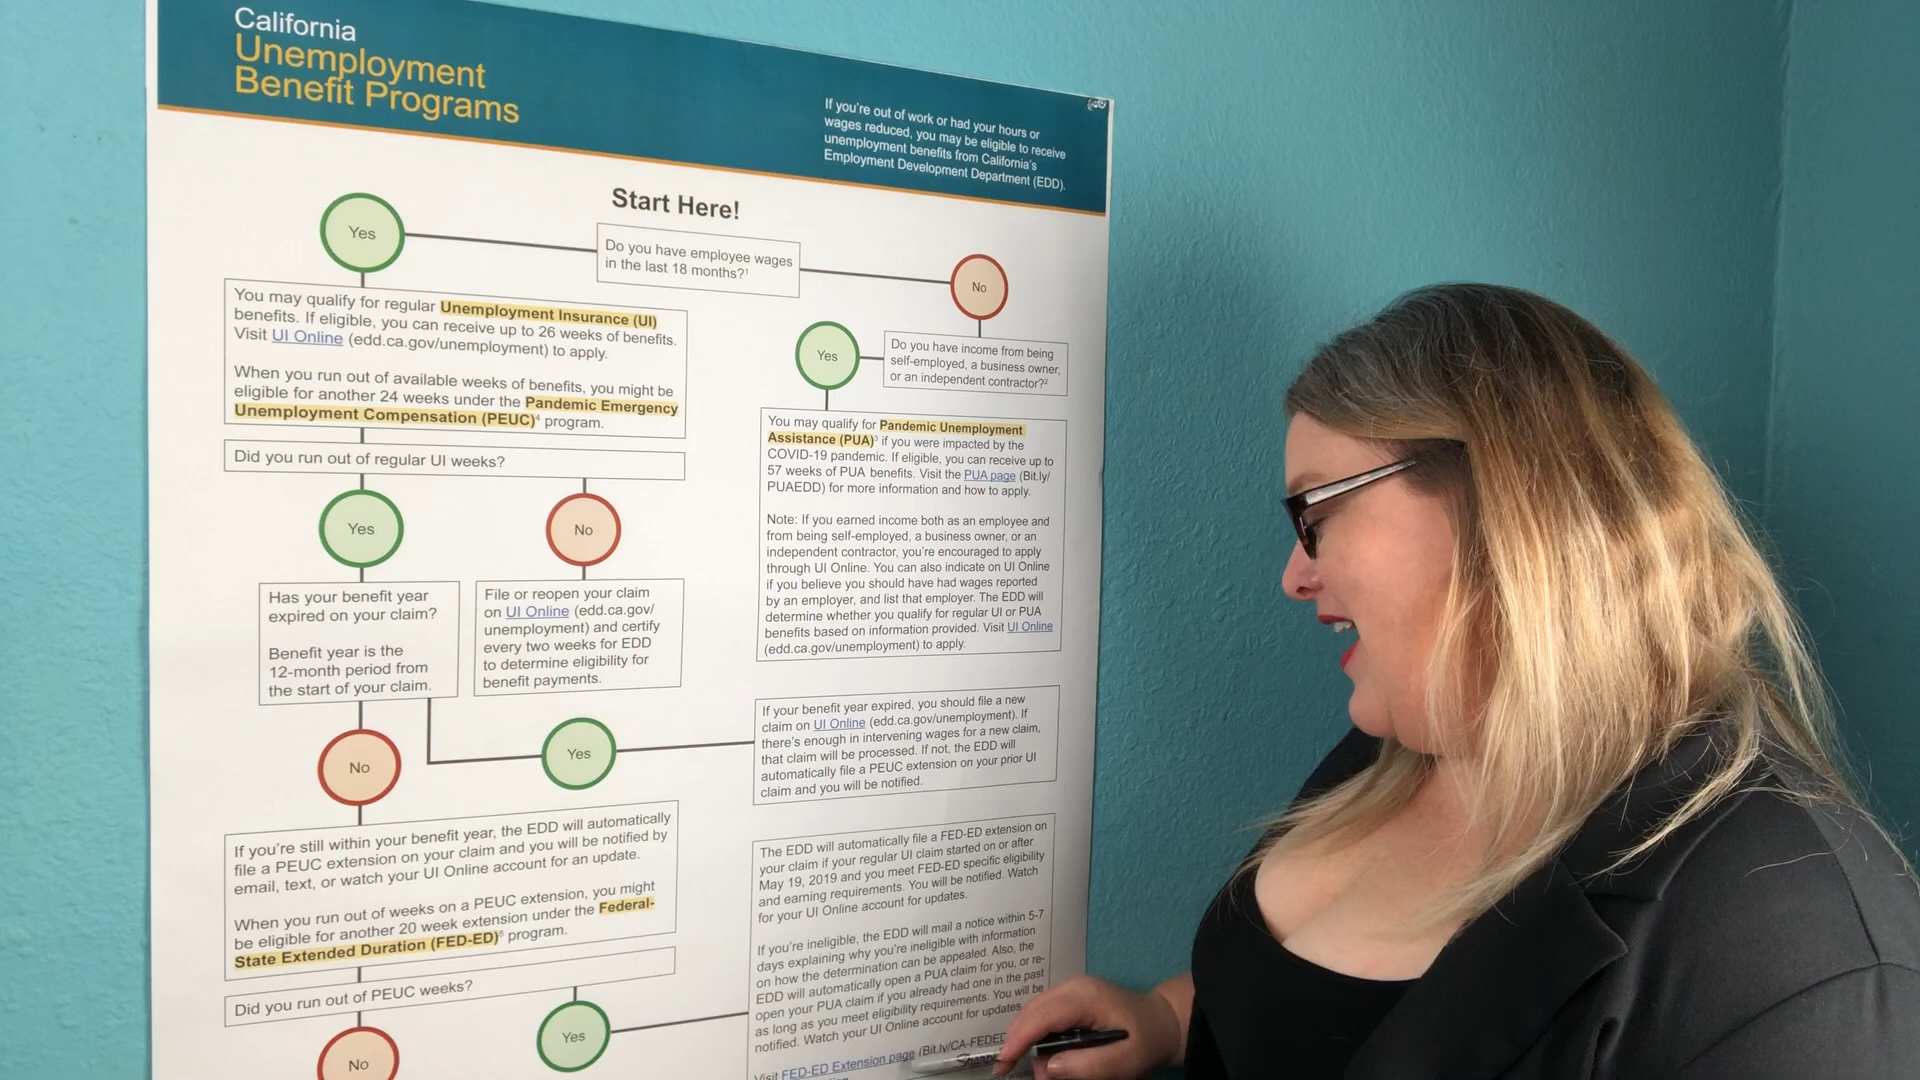 California
Unemployment
Benefit Programs
If you're out of work or had your hours or
wages reduced, you may be eligible to receive
unemployment benefits from California's
Employment Development Department (EDD).
Start Here!
Yes
Do you have employee wages
in the last 18 months?¹
No
You may qualify for regular Unemployment Insurance (UI)
benefits. If eligible, you can receive up to 26 weeks of benefits.
Visit UI Online (edd.ca.gov/unemployment) to apply.
When you run out of available weeks of benefits, you might be
eligible for another 24 weeks under the Pandemic Emergency
Unemployment Compensation (PEUC)⁴ program.
Yes
Do you have income from being
self-employed, a business owner,
or an independent contractor?²
You may qualify for Pandemic Unemployment
Assistance (PUA)³ if you were impacted by the
COVID-19 pandemic. If eligible, you can receive up to
57 weeks of PUA benefits. Visit the PUA page (Bit.ly/
PUAEDD) for more information and how to apply.
Note: If you earned income both as an employee and
from being self-employed, a business owner, or an
independent contractor, you're encouraged to apply
through UI Online. You can also indicate on UI Online
if you believe you should have had wages reported
by an employer, and list that employer. The EDD will
determine whether you qualify for regular UI or PUA
benefits based on information provided. Visit UI Online
(edd.ca.gov/unemployment) to apply.
Did you run out of regular UI weeks?
Yes
No
Has your benefit year
expired on your claim?
Benefit year is the
12-month period from
the start of your claim.
File or reopen your claim
on UI Online (edd.ca.gov/
unemployment) and certify
every two weeks for EDD
to determine eligibility for
benefit payments.
No
Yes
If your benefit year expired, you should file a new
claim on UI Online (edd.ca.gov/unemployment). If
there's enough in intervening wages for a new claim,
that claim will be processed. If not, the EDD will
automatically file a PEUC extension on your prior UI
claim and you will be notified.
If you're still within your benefit year, the EDD will automatically
file a PEUC extension on your claim and you will be notified by
email, text, or watch your UI Online account for an update.
When you run out of weeks on a PEUC extension, you might
be eligible for another 20 week extension under the Federal-
State Extended Duration (FED-ED)⁵ program.
Did you run out of PEUC weeks?
No
Yes
The EDD will automatically file a FED-ED extension on
your claim if your regular UI claim started on or after
May 19, 2019 and you meet FED-ED specific eligibility
and earning requirements. You will be notified. Watch
for your UI Online account for updates.
If you're ineligible, the EDD will mail a notice within 5-7
days explaining why you're ineligible with information
on how the determination can be appealed. Also, the
EDD will automatically open a PUA claim for you, or re-
open your PUA claim if you already had one in the past
as long as you meet eligibility requirements. You will be
notified. Watch your UI Online account for updates.
Visit FED-ED Extension page (Bit.ly/CA-FEDED
Sharpie